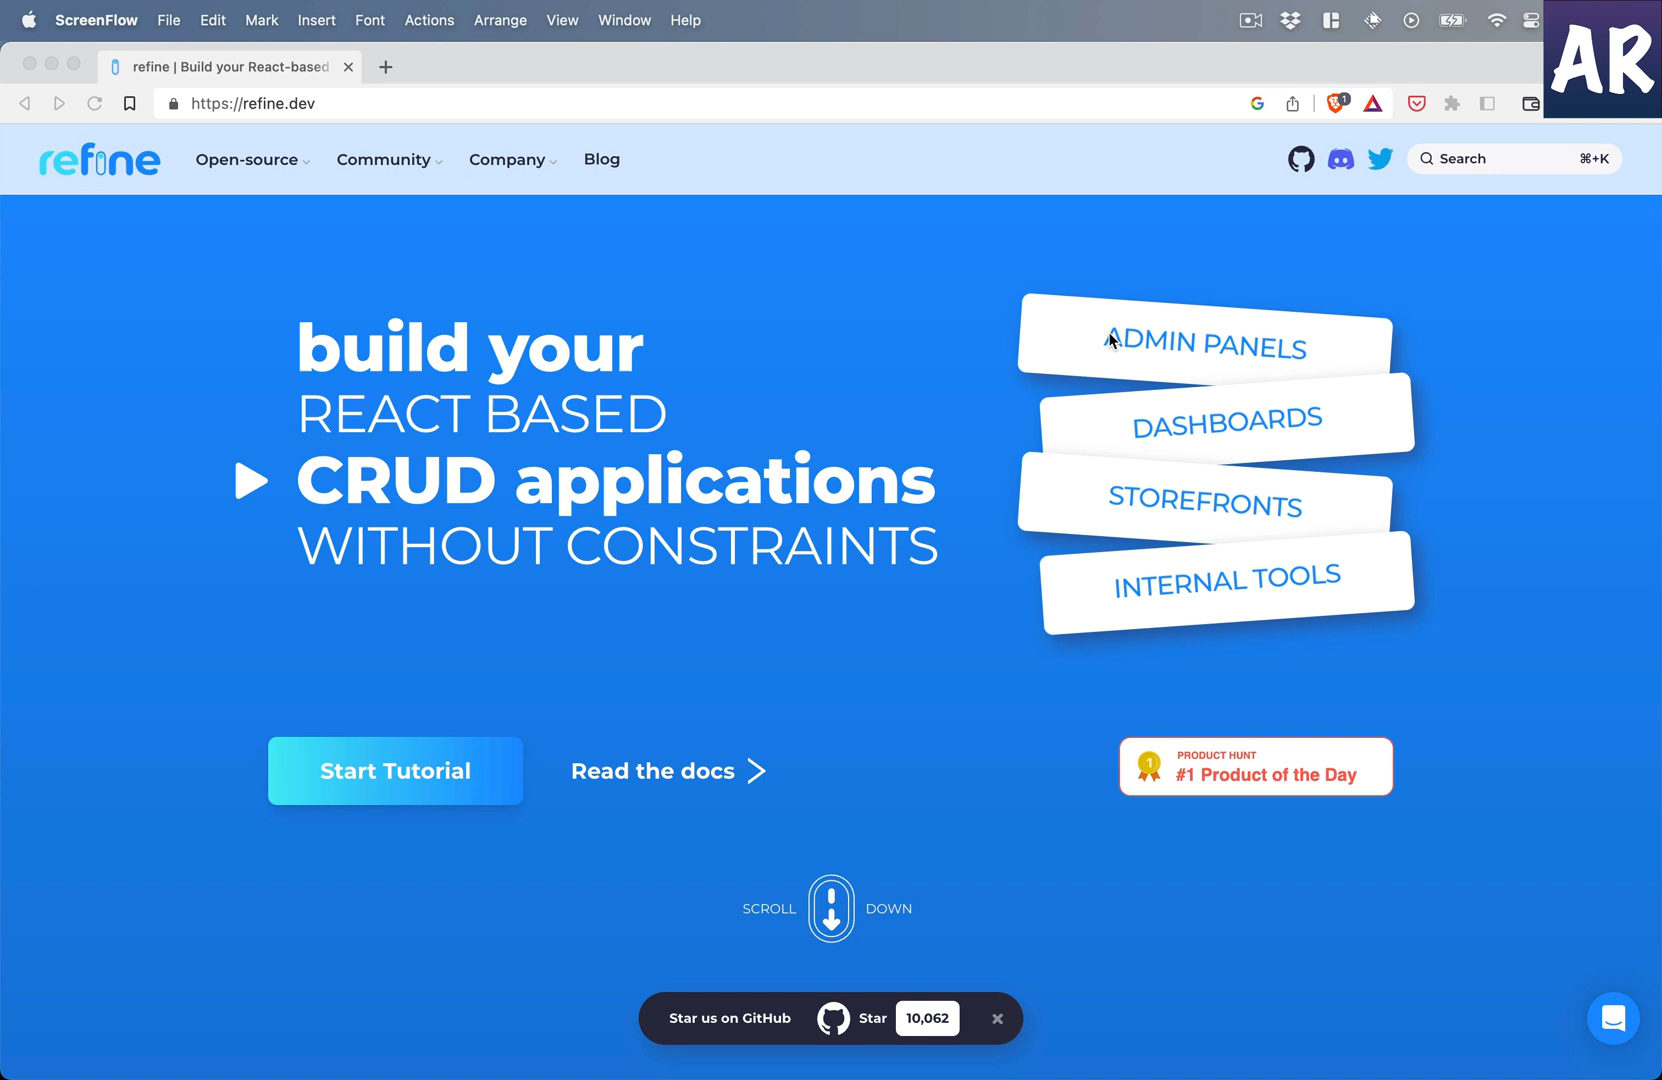 ScreenFlow File Edit Mark Insert Font Actions Arrange View Window Help
AR
refine | Build your React-based
https://refine.dev
1
refine Open-source Community Company Blog
Search ⌘+K
build your
REACT BASED
CRUD applications
WITHOUT CONSTRAINTS
ADMIN PANELS
DASHBOARDS
STOREFRONTS
INTERNAL TOOLS
Start Tutorial
Read the docs
1
PRODUCT HUNT
#1 Product of the Day
SCROLL DOWN
Star us on GitHub Star 10,062